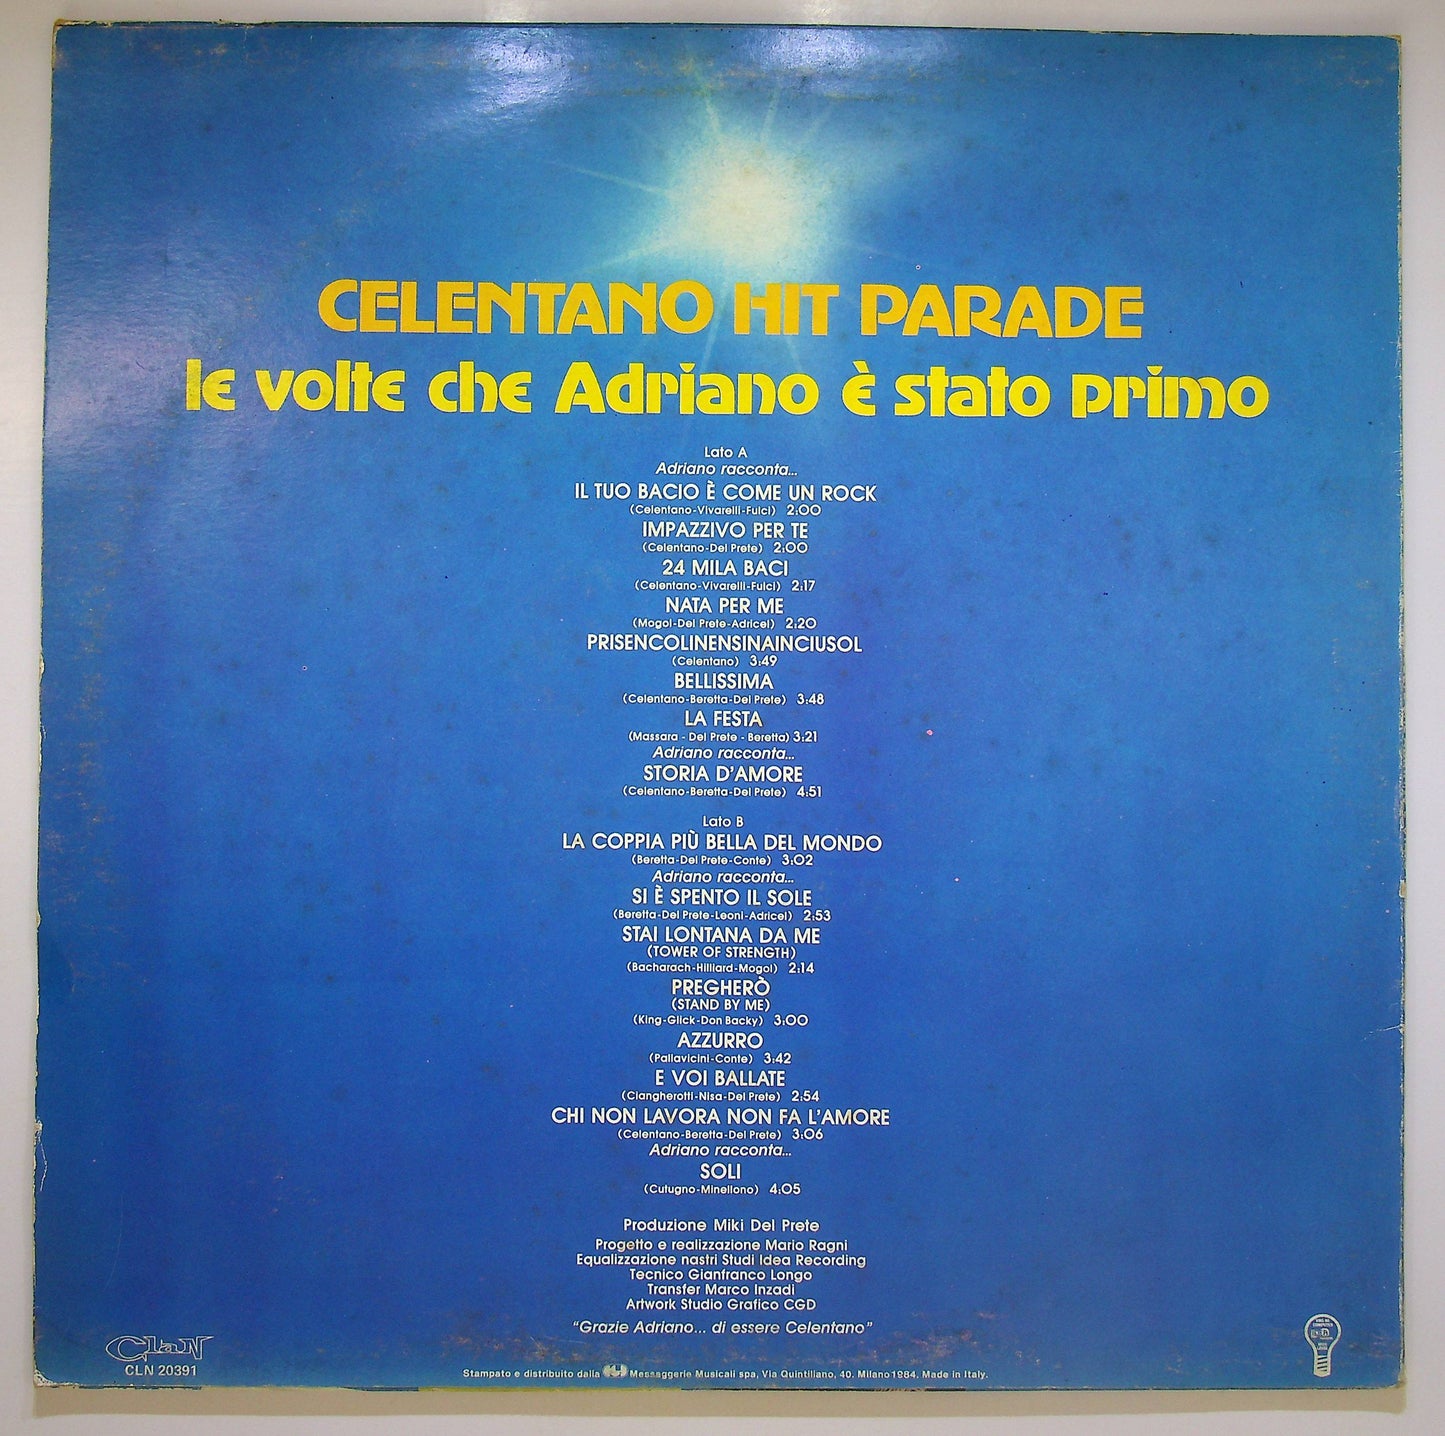 CELENTANO HIT PARADE
le volte che Adriano è stato primo
Lato A
Adriano racconta...
IL TUO BACIO È COME UN ROCK
(Celentano-Vivarelli-Fulci) 2:00
IMPAZZIVO PER TE
(Celentano-Del Prete) 2:00
24 MILA BACI
(Celentano-Vivarelli-Fulci) 2:17
NATA PER ME
(Mogol-Del Prete-Adricel) 2:20
PRISENCOLINENSINAINCIUSOL
(Celentano) 3:49
BELLISSIMA
(Celentano-Beretta-Del Prete) 3:48
LA FESTA
(Massara - Del Prete - Beretta) 3:21
Adriano racconta...
STORIA D'AMORE
(Celentano-Beretta-Del Prete) 4:51
Lato B
LA COPPIA PIÙ BELLA DEL MONDO
(Beretta-Del Prete-Conte) 3:02
Adriano racconta...
SI È SPENTO IL SOLE
(Beretta-Del Prete-Leoni-Adricel) 2:53
STAI LONTANA DA ME
(TOWER OF STRENGTH)
(Bacharach-Hilliard-Mogol) 2:14
PREGHERÒ
(STAND BY ME)
(King-Glick-Don Backy) 3:00
AZZURRO
(Pallavicini-Conte) 3:42
E VOI BALLATE
(Ciangherotti-Nisa-Del Prete) 2:54
CHI NON LAVORA NON FA L'AMORE
(Celentano-Beretta-Del Prete) 3:06
Adriano racconta...
SOLI
(Cutugno-Minellono) 4:05
Produzione Miki Del Prete
Progetto e realizzazione Mario Ragni
Equalizzazione nastri Studi Idea Recording
Tecnico Gianfranco Longo
Transfer Marco Inzadi
Artwork Studio Grafico CGD
"Grazie Adriano... di essere Celentano"
Clan
CLN 20391
Stampato e distribuito dalla Messaggerie Musicali spa, Via Quintiliano, 40. Milano 1984. Made in Italy.